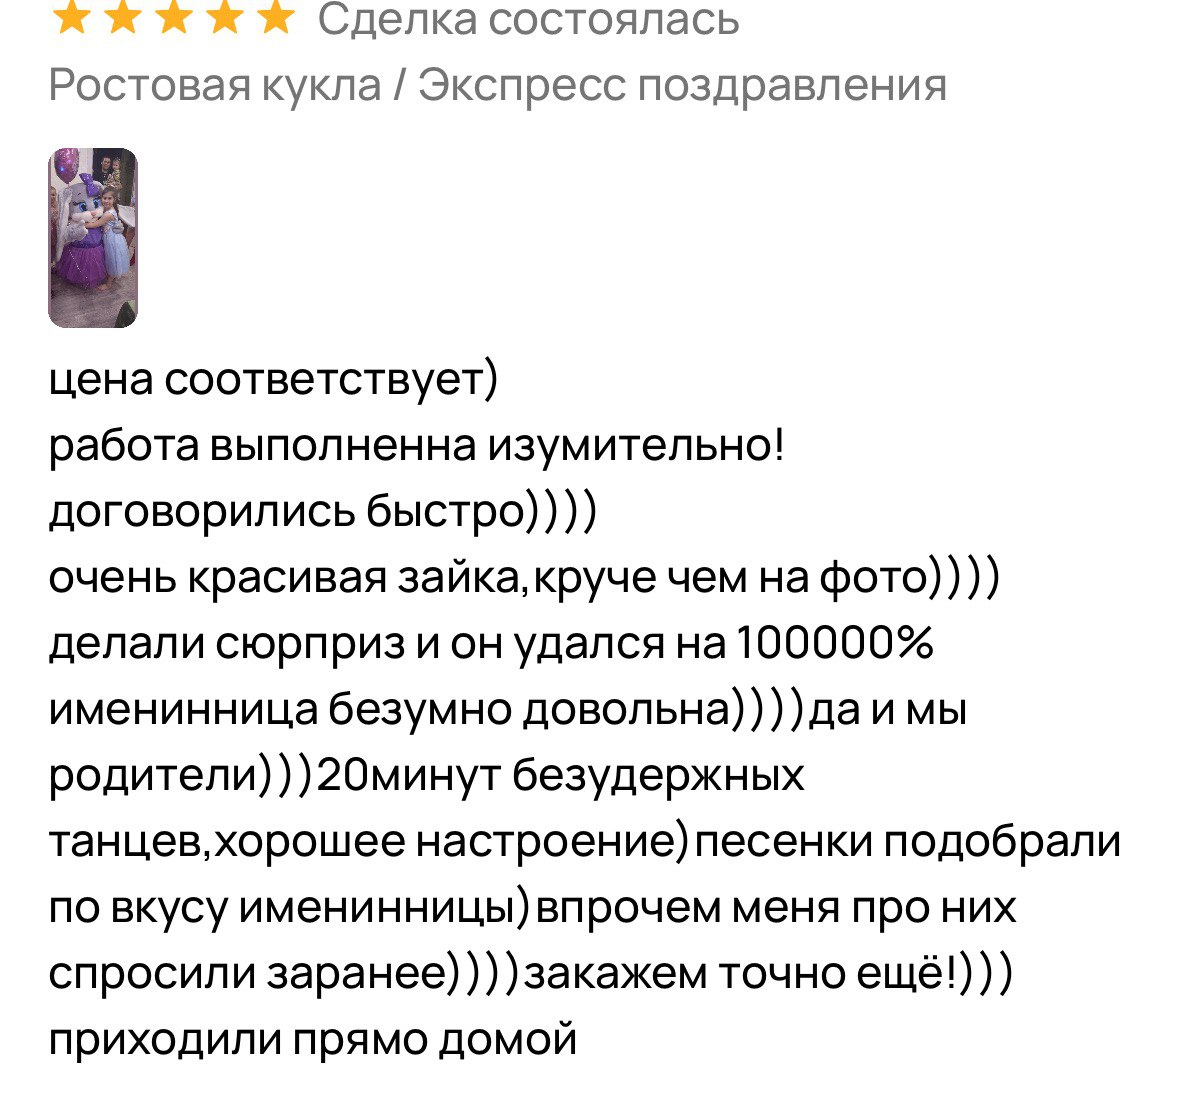 Сделка состоялась
Ростовая кукла / Экспресс поздравления
цена соответствует)
работа выполненна изумительно!
договорились быстро))))
очень красивая зайка,круче чем на фото))))
делали сюрприз и он удался на 100000%
именинница безумно довольна))))да и мы
родители)))20минут безудержных
танцев,хорошее настроение)песенки подобрали
по вкусу именинницы)впрочем меня про них
спросили заранее))))закажем точно ещё!)))
приходили прямо домой